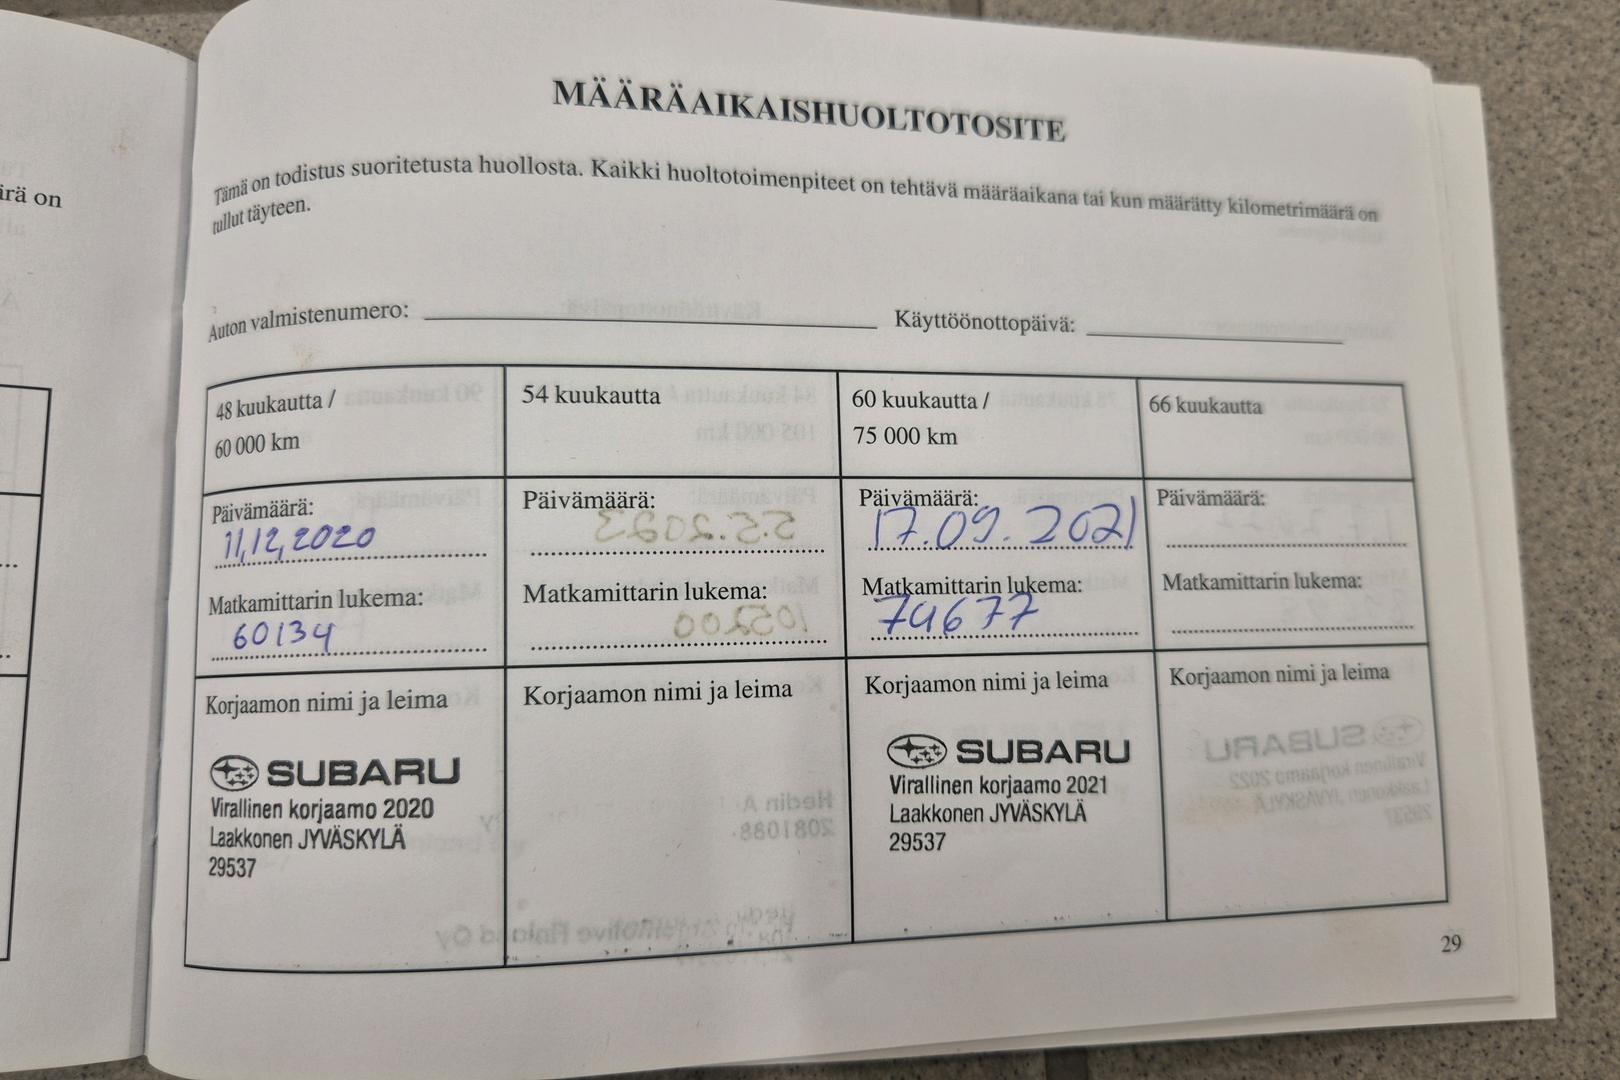 irä on
MÄÄRÄAIKAISHUOLTOTOSITE
Tämä on todistus suoritetusta huollosta. Kaikki huoltotoimenpiteet on tehtävä määräaikana tai kun määrätty kilometrimäärä on
tullut täyteen.
Auton valmistenumero: Käyttöönottopäivä:
48 kuukautta /
60 000 km
54 kuukautta
60 kuukautta /
75 000 km
66 kuukautta
Päivämäärä:
11,12,2020
Päivämäärä:
Päivämäärä:
17.09.2021
Päivämäärä:
Matkamittarin lukema:
60134
Matkamittarin lukema:
Matkamittarin lukema:
74677
Matkamittarin lukema:
Korjaamon nimi ja leima
SUBARU
Virallinen korjaamo 2020
Laakkonen JYVÄSKYLÄ
29537
Korjaamon nimi ja leima
Korjaamon nimi ja leima
SUBARU
Virallinen korjaamo 2021
Laakkonen JYVÄSKYLÄ
29537
Korjaamon nimi ja leima
29